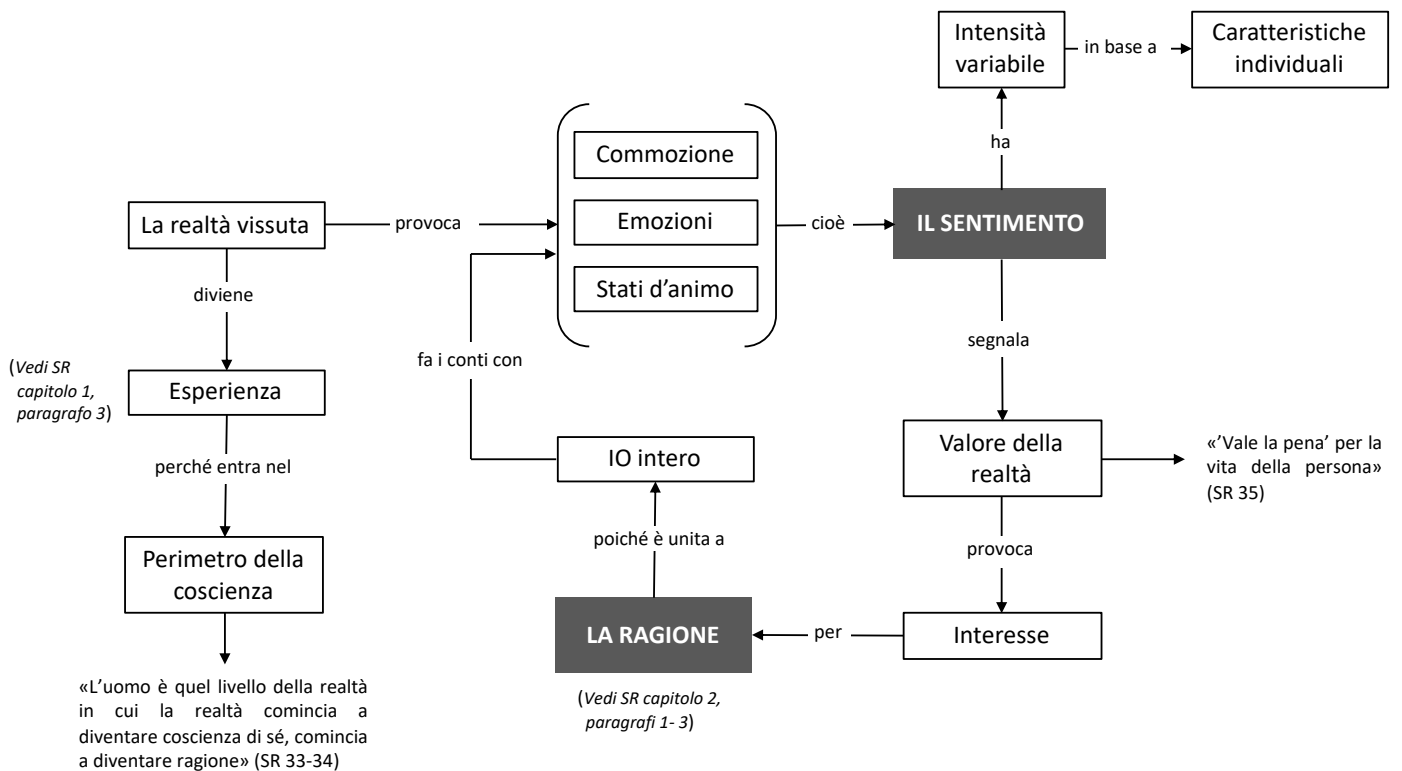 Intensità
variabile
in base a
Caratteristiche
individuali
ha
Commozione
Emozioni
Stati d'animo
La realtà vissuta
provoca
cioè
IL SENTIMENTO
diviene
fa i conti con
segnala
(Vedi SR
capitolo 1,
paragrafo 3)
Esperienza
perché entra nel
IO intero
Valore della
realtà
«'Vale la pena' per la
vita della persona»
(SR 35)
poiché è unita a
provoca
Perimetro della
coscienza
LA RAGIONE
per
Interesse
«L'uomo è quel livello della realtà
in cui la realtà comincia a
diventare coscienza di sé, comincia
a diventare ragione» (SR 33-34)
(Vedi SR capitolo 2,
paragrafi 1- 3)